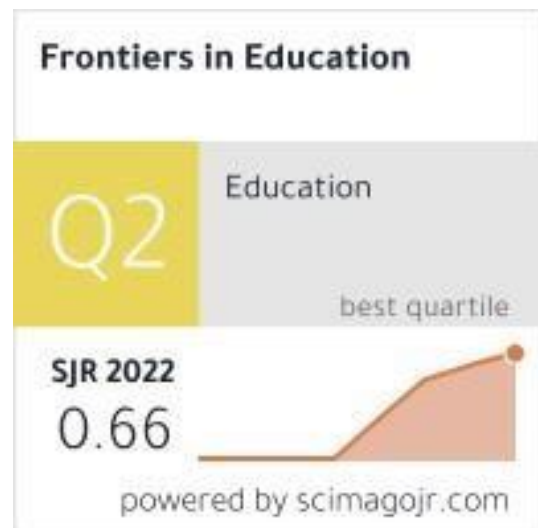 Frontiers in Education
Q2
Education
best quartile
SJR 2022
0.66
powered by scimagojr.com